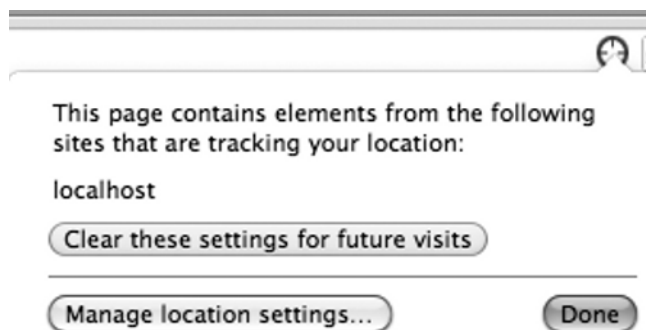 This page contains elements from the following
sites that are tracking your location:
localhost
Clear these settings for future visits
Manage location settings...
Done